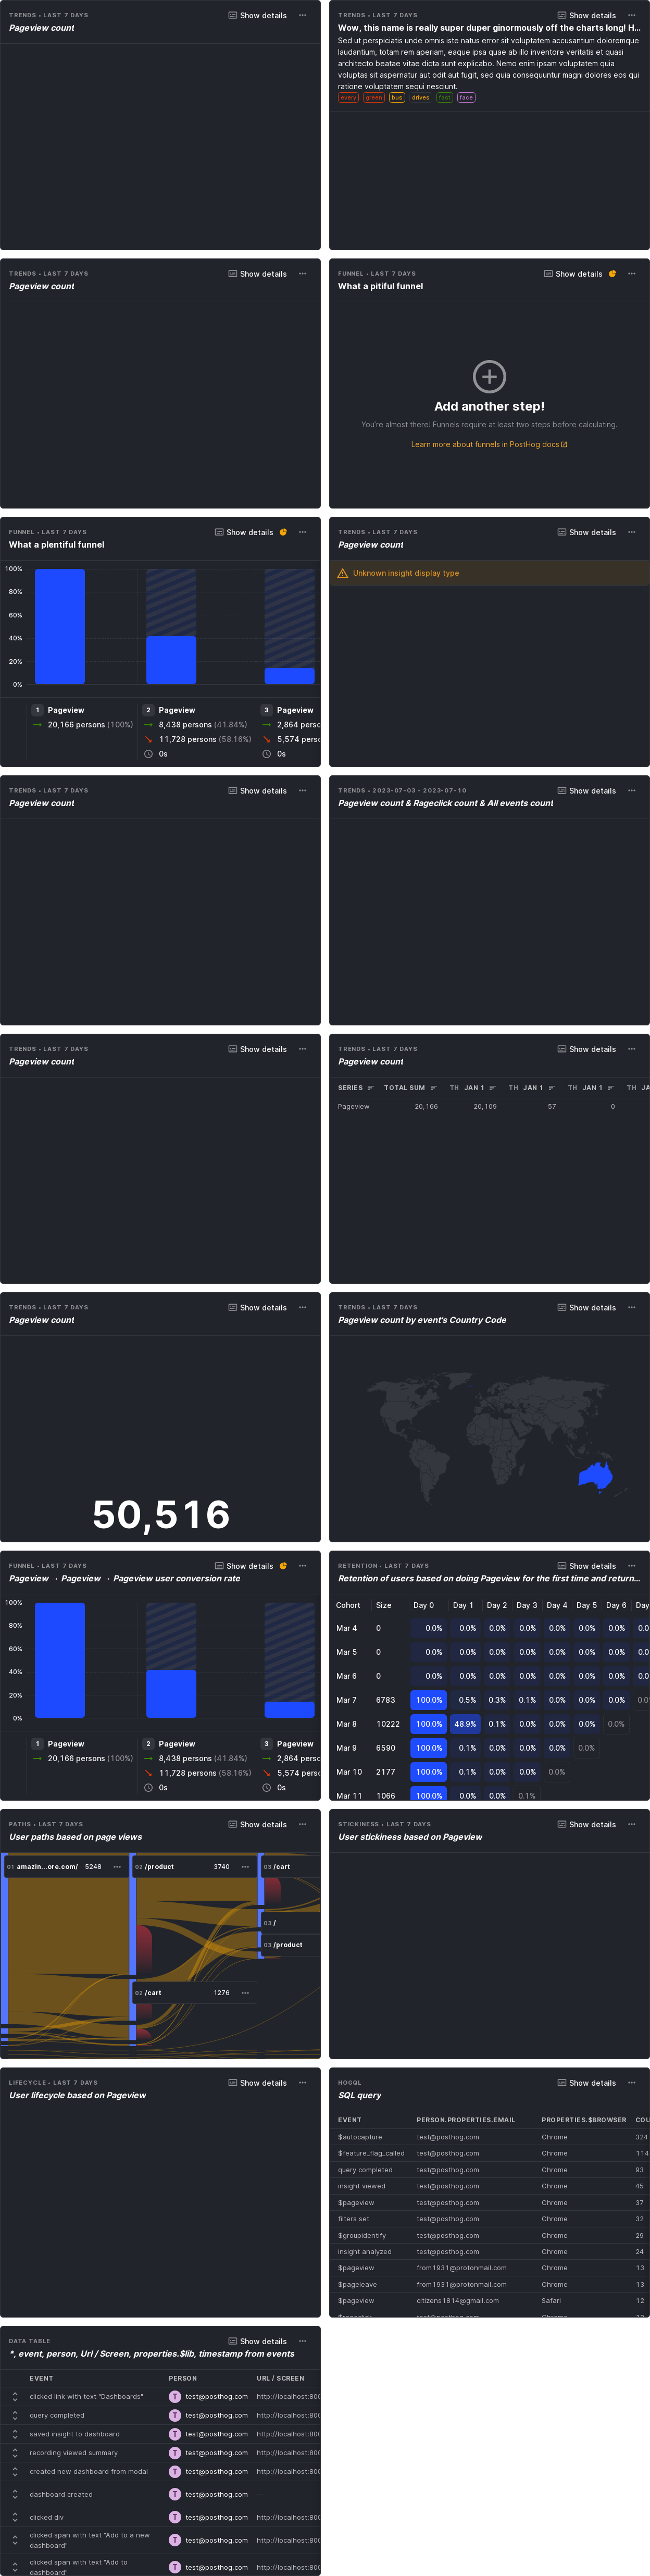 TRENDS • LAST 7 DAYS
Show details
Pageview count
TRENDS • LAST 7 DAYS
Show details
Wow, this name is really super duper ginormously off the charts long! H...
Sed ut perspiciatis unde omnis iste natus error sit voluptatem accusantium doloremque
laudantium, totam rem aperiam, eaque ipsa quae ab illo inventore veritatis et quasi
architecto beatae vitae dicta sunt explicabo. Nemo enim ipsam voluptatem quia
voluptas sit aspernatur aut odit aut fugit, sed quia consequuntur magni dolores eos qui
ratione voluptatem sequi nesciunt.
every green bus drives fast face
TRENDS • LAST 7 DAYS
Show details
Pageview count
FUNNEL • LAST 7 DAYS
Show details
What a pitiful funnel
Add another step!
You're almost there! Funnels require at least two steps before calculating.
Learn more about funnels in PostHog docs
FUNNEL • LAST 7 DAYS
Show details
What a plentiful funnel
100%
80%
60%
40%
20%
0%
1 Pageview
20,166 persons (100%)
2 Pageview
8,438 persons (41.84%)
11,728 persons (58.16%)
0s
3 Pageview
2,864 perso
5,574 perso
0s
TRENDS • LAST 7 DAYS
Show details
Pageview count
Unknown insight display type
TRENDS • LAST 7 DAYS
Show details
Pageview count
TRENDS • 2023-07-03 - 2023-07-10
Show details
Pageview count & Rageclick count & All events count
TRENDS • LAST 7 DAYS
Show details
Pageview count
TRENDS • LAST 7 DAYS
Show details
Pageview count
SERIES TOTAL SUM TH JAN 1 TH JAN 1 TH JAN 1 TH JA
Pageview 20,166 20,109 57 0
TRENDS • LAST 7 DAYS
Show details
Pageview count
50,516
TRENDS • LAST 7 DAYS
Show details
Pageview count by event's Country Code
FUNNEL • LAST 7 DAYS
Show details
Pageview → Pageview → Pageview user conversion rate
100%
80%
60%
40%
20%
0%
1 Pageview
20,166 persons (100%)
2 Pageview
8,438 persons (41.84%)
11,728 persons (58.16%)
0s
3 Pageview
2,864 perso
5,574 perso
0s
RETENTION • LAST 7 DAYS
Show details
Retention of users based on doing Pageview for the first time and return...
Cohort Size Day 0 Day 1 Day 2 Day 3 Day 4 Day 5 Day 6 Day
Mar 4 0 0.0% 0.0% 0.0% 0.0% 0.0% 0.0% 0.0% 0.0
Mar 5 0 0.0% 0.0% 0.0% 0.0% 0.0% 0.0% 0.0% 0.0
Mar 6 0 0.0% 0.0% 0.0% 0.0% 0.0% 0.0% 0.0% 0.0
Mar 7 6783 100.0% 0.5% 0.3% 0.1% 0.0% 0.0% 0.0% 0.0
Mar 8 10222 100.0% 48.9% 0.1% 0.0% 0.0% 0.0% 0.0%
Mar 9 6590 100.0% 0.1% 0.0% 0.0% 0.0% 0.0%
Mar 10 2177 100.0% 0.1% 0.0% 0.0% 0.0%
Mar 11 1066 100.0% 0.0% 0.0% 0.1%
PATHS • LAST 7 DAYS
Show details
User paths based on page views
01 amazin...ore.com/ 5248
02 /product 3740
03 /cart
03 /
03 /product
02 /cart 1276
STICKINESS • LAST 7 DAYS
Show details
User stickiness based on Pageview
LIFECYCLE • LAST 7 DAYS
Show details
User lifecycle based on Pageview
HOGQL
Show details
SQL query
EVENT PERSON.PROPERTIES.EMAIL PROPERTIES.$BROWSER COU
$autocapture test@posthog.com Chrome 324
$feature_flag_called test@posthog.com Chrome 114
query completed test@posthog.com Chrome 93
insight viewed test@posthog.com Chrome 45
$pageview test@posthog.com Chrome 37
filters set test@posthog.com Chrome 32
$groupidentify test@posthog.com Chrome 29
insight analyzed test@posthog.com Chrome 24
$pageview from1931@protonmail.com Chrome 13
$pageleave from1931@protonmail.com Chrome 13
$pageview citizens1814@gmail.com Safari 12
DATA TABLE
Show details
*, event, person, Url / Screen, properties.$lib, timestamp from events
EVENT PERSON URL / SCREEN
clicked link with text "Dashboards" T test@posthog.com http://localhost:800
query completed T test@posthog.com http://localhost:800
saved insight to dashboard T test@posthog.com http://localhost:800
recording viewed summary T test@posthog.com http://localhost:800
created new dashboard from modal T test@posthog.com http://localhost:800
dashboard created T test@posthog.com —
clicked div T test@posthog.com http://localhost:800
clicked span with text "Add to a new
dashboard" T test@posthog.com http://localhost:800
clicked span with text "Add to
dashboard" T test@posthog.com http://localhost:800